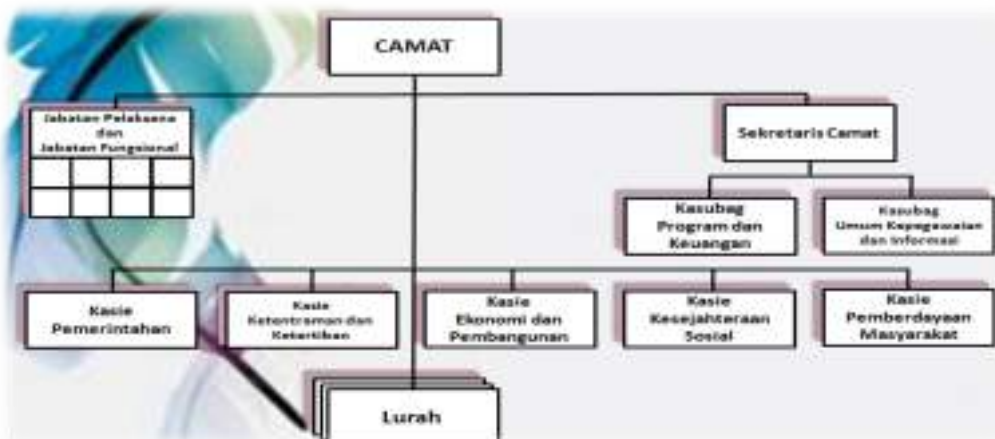 CAMAT
Jabatan Pelaksana
dan
Jabatan Fungsional
Sekretaris Camat
Kasubag
Program dan
Keuangan
Kasubag
Umum Kepegawaian
dan Informasi
Kasie
Pemerintahan
Kasie
Ketentraman dan
Ketertiban
Kasie
Ekonomi dan
Pembangunan
Kasie
Kesejahteraan
Sosial
Kasie
Pemberdayaan
Masyarakat
Lurah